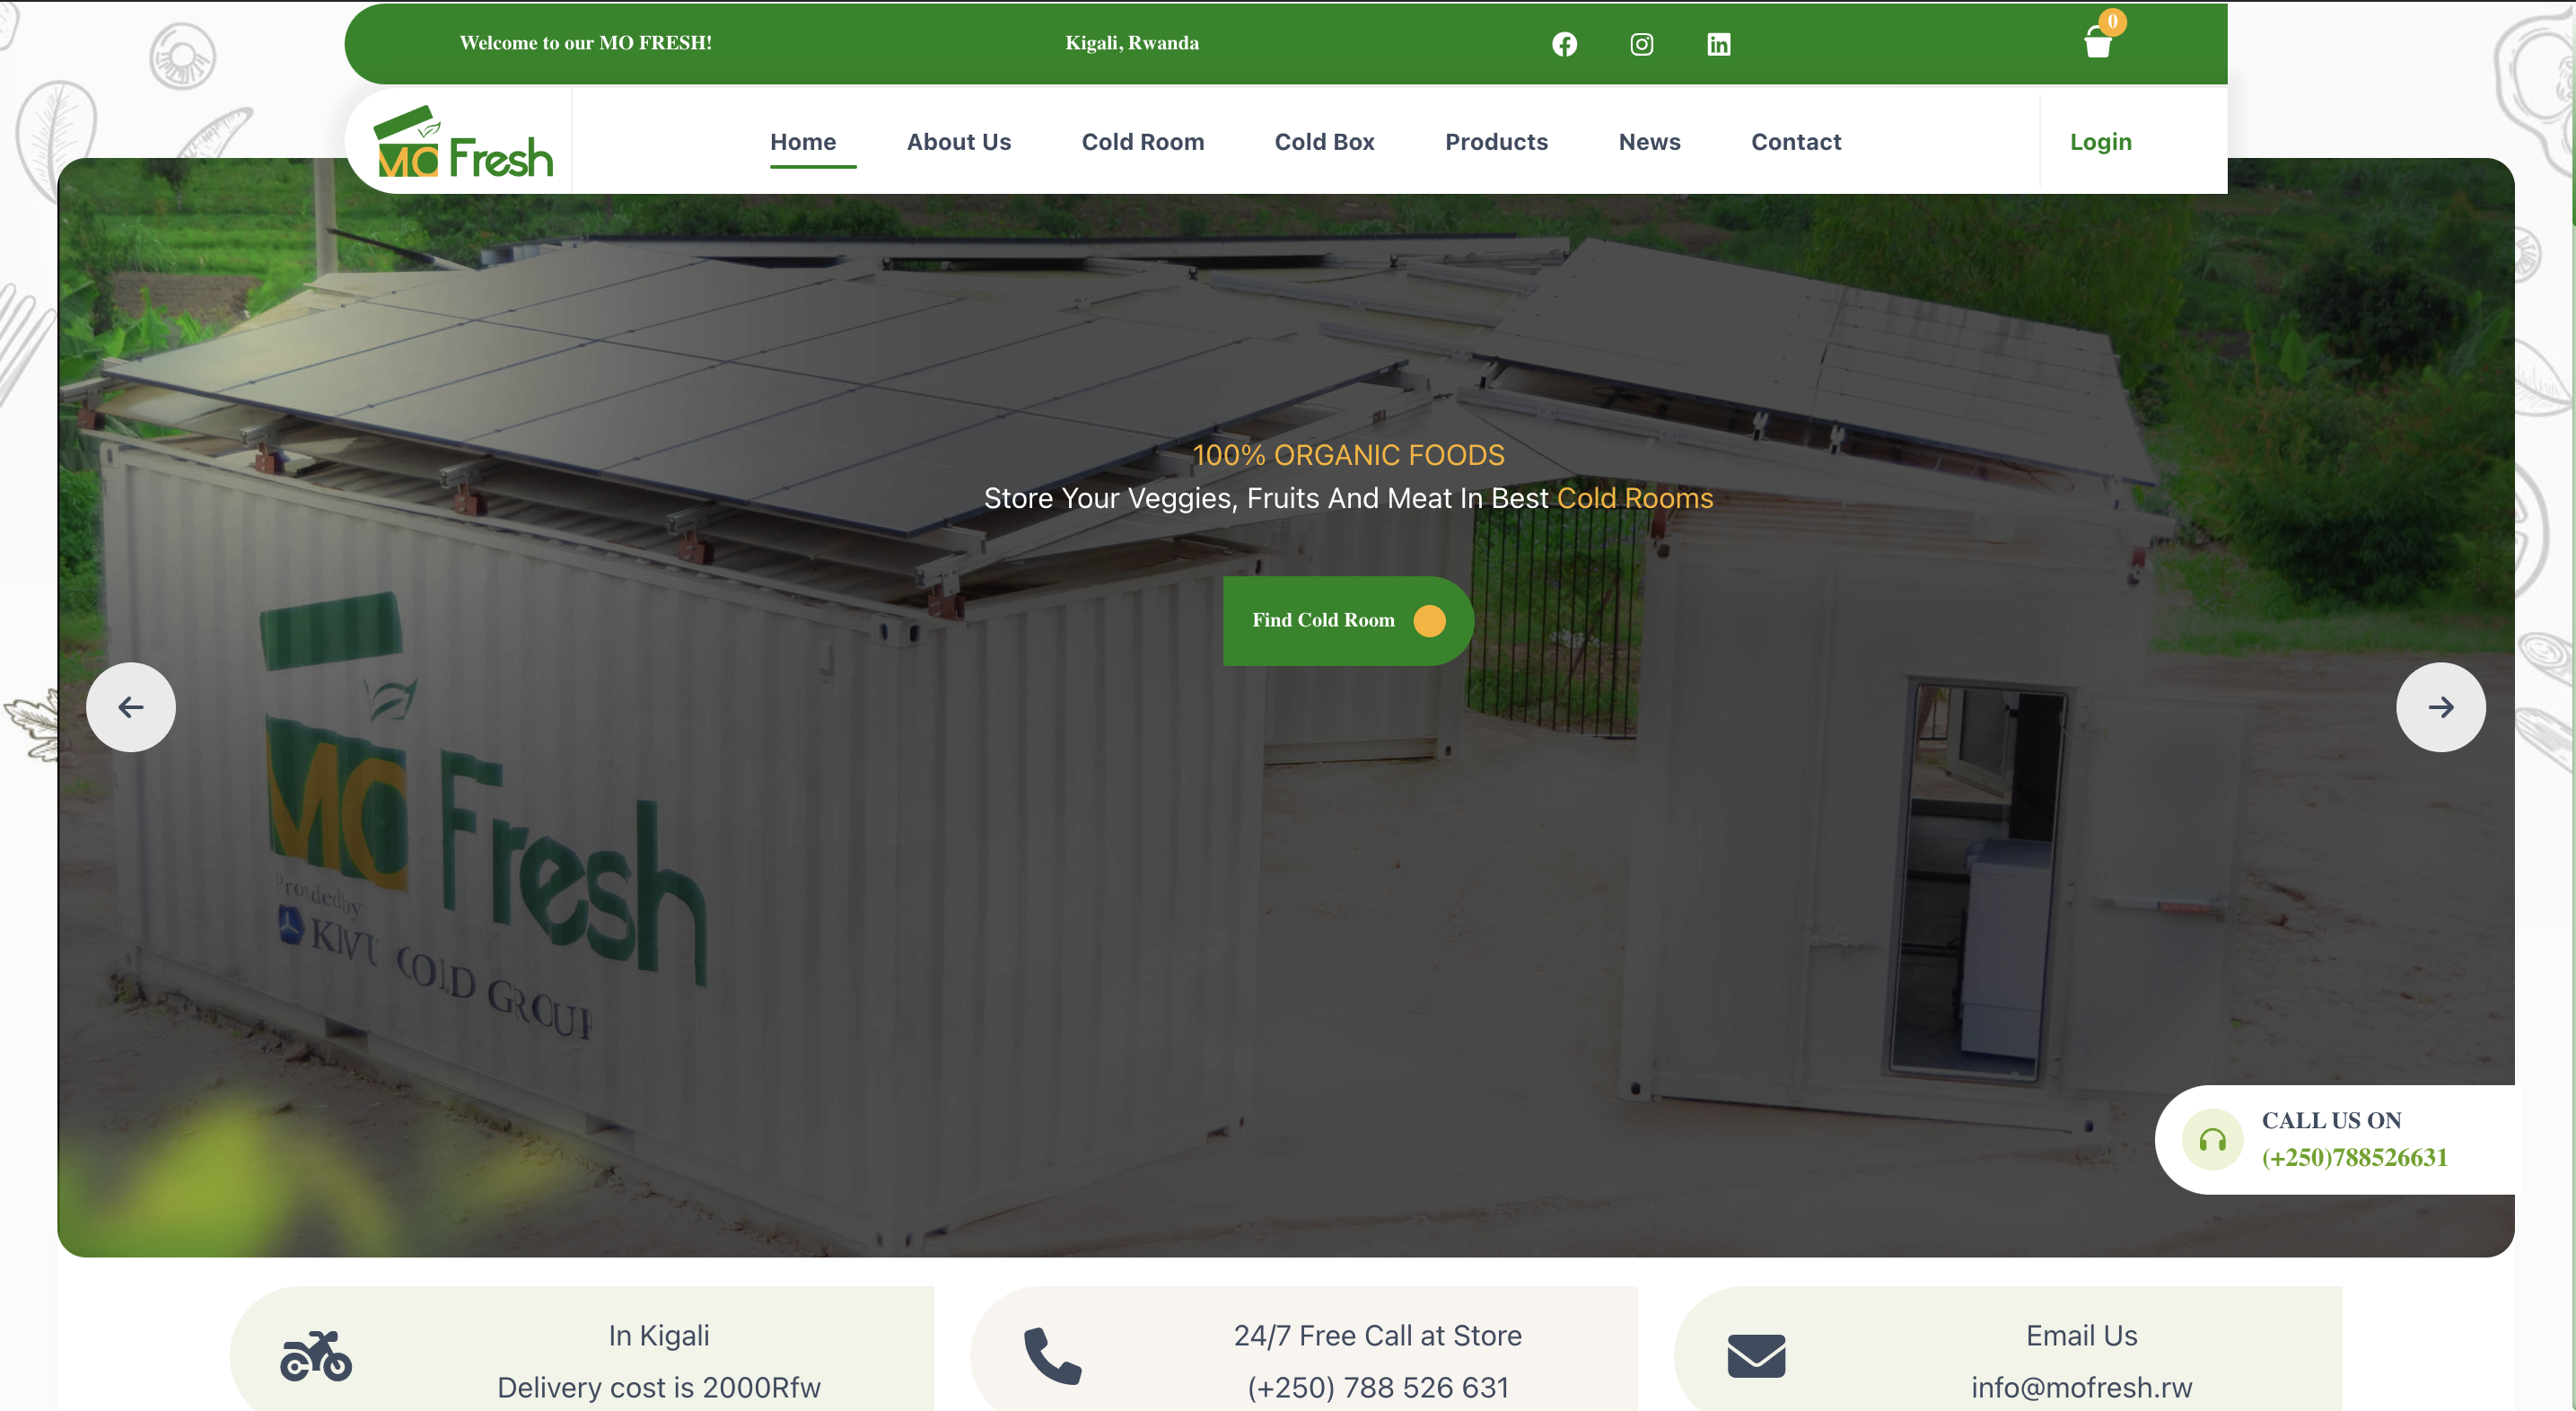 Welcome to our MO FRESH!
Kigali, Rwanda
0
MO Fresh
Home
About Us
Cold Room
Cold Box
Products
News
Contact
Login
100% ORGANIC FOODS
Store Your Veggies, Fruits And Meat In Best Cold Rooms
Find Cold Room
MO Fresh
Provided by
KIVU COLD GROUP
CALL US ON
(+250)788526631
In Kigali
Delivery cost is 2000Rfw
24/7 Free Call at Store
(+250) 788 526 631
Email Us
info@mofresh.rw